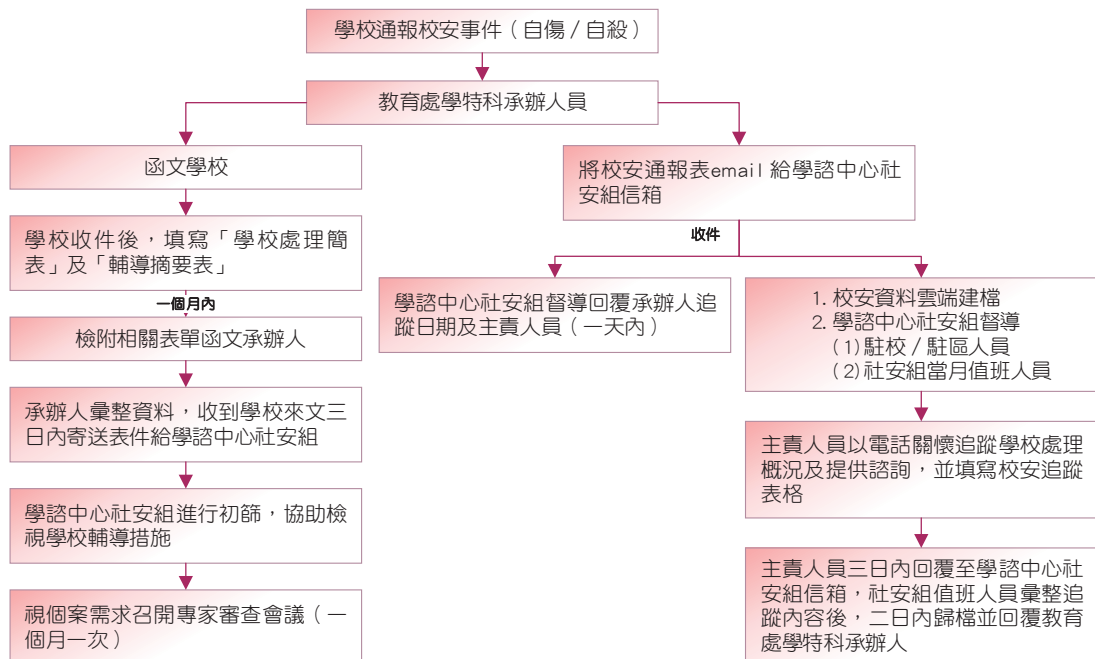 學校通報校安事件（自傷／自殺）
教育處學特科承辦人員
函文學校
學校收件後，填寫「學校處理簡
表」及「輔導摘要表」
一個月內
檢附相關表單函文承辦人
承辦人彙整資料，收到學校來文三
日內寄送表件給學諮中心社安組
學諮中心社安組進行初篩，協助檢
視學校輔導措施
視個案需求召開專家審查會議（一
個月一次）
將校安通報表email 給學諮中心社
安組信箱
收件
學諮中心社安組督導回覆承辦人追
蹤日期及主責人員（一天內）
1. 校安資料雲端建檔
2. 學諮中心社安組督導
(1)駐校／駐區人員
(2)社安組當月值班人員
主責人員以電話關懷追蹤學校處理
概況及提供諮詢，並填寫校安追蹤
表格
主責人員三日內回覆至學諮中心社
安組信箱，社安組值班人員彙整追
蹤內容後，二日內歸檔並回覆教育
處學特科承辦人